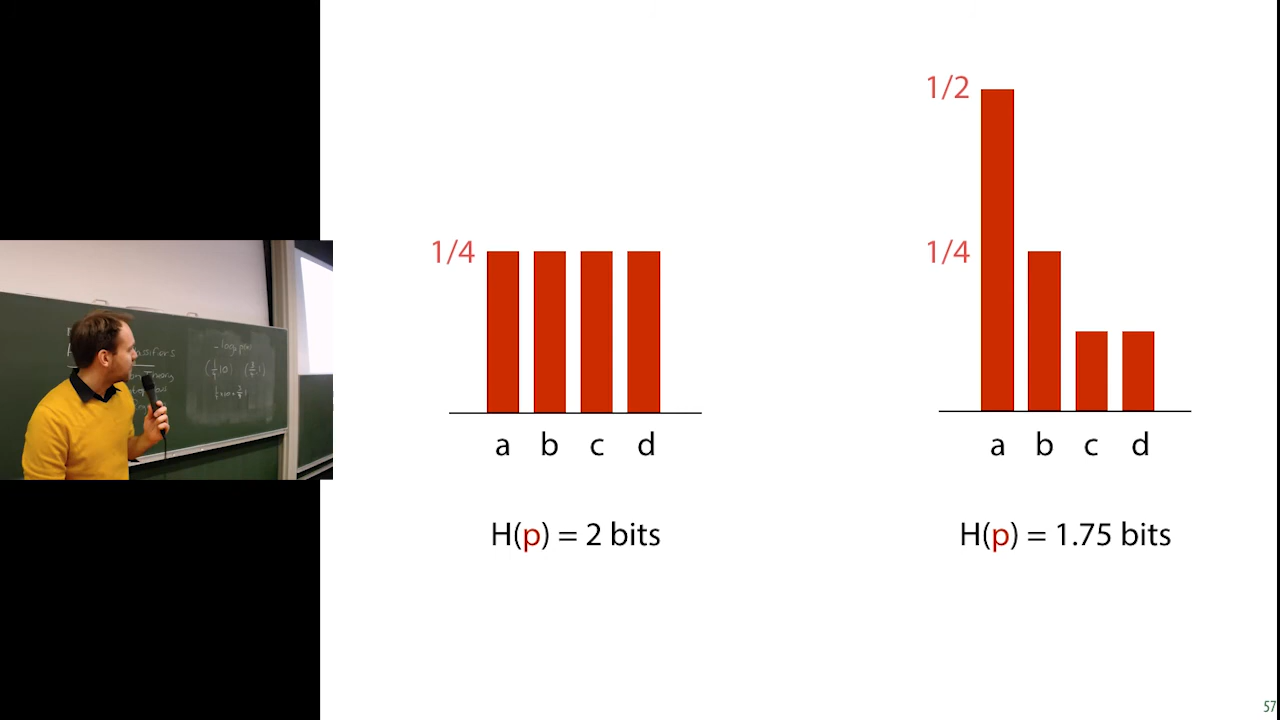 1/4
a b c d
H(p) = 2 bits
1/2
1/4
a b c d
H(p) = 1.75 bits
57